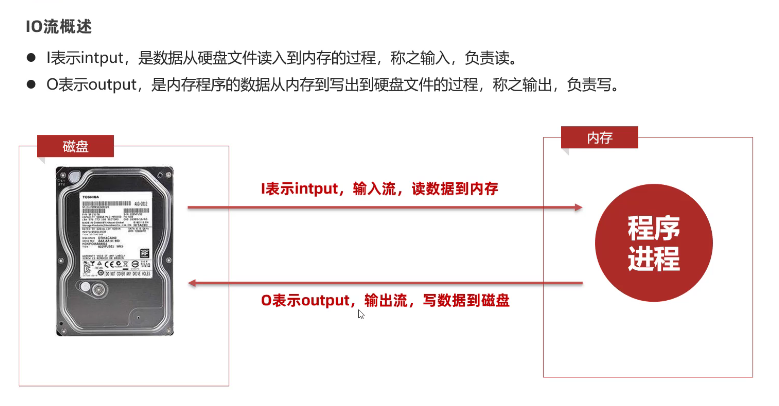 IO流概述
I表示intput，是数据从硬盘文件读入到内存的过程，称之输入，负责读。
O表示output，是内存程序的数据从内存到写出到硬盘文件的过程，称之输出，负责写。
磁盘
内存
TOSHIBA
I表示intput，输入流，读数据到内存
程序
进程
O表示output，输出流，写数据到磁盘